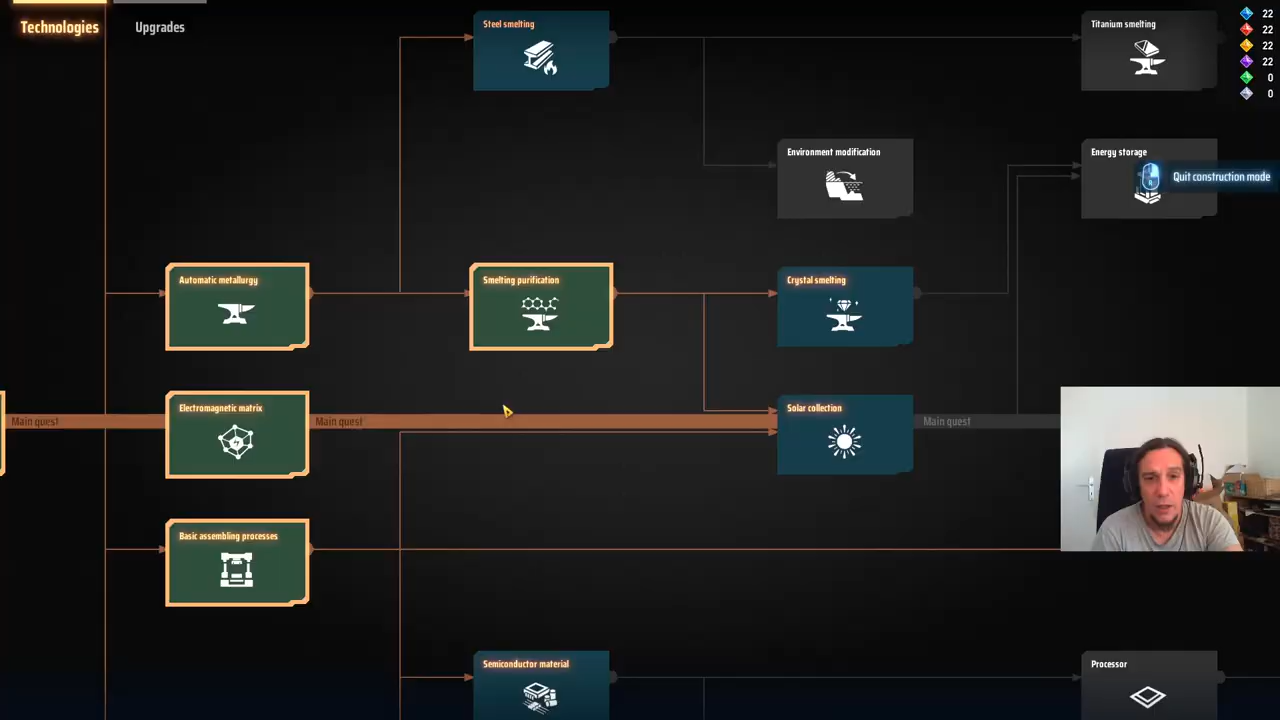 Technologies
Upgrades
Steel smelting
Titanium smelting
22
22
22
22
0
0
Environment modification
Energy storage
R
Quit construction mode
Automatic metallurgy
Smelting purification
Crystal smelting
Main quest
Electromagnetic matrix
Main quest
Solar collection
Main quest
Basic assembling processes
Semiconductor material
Processor